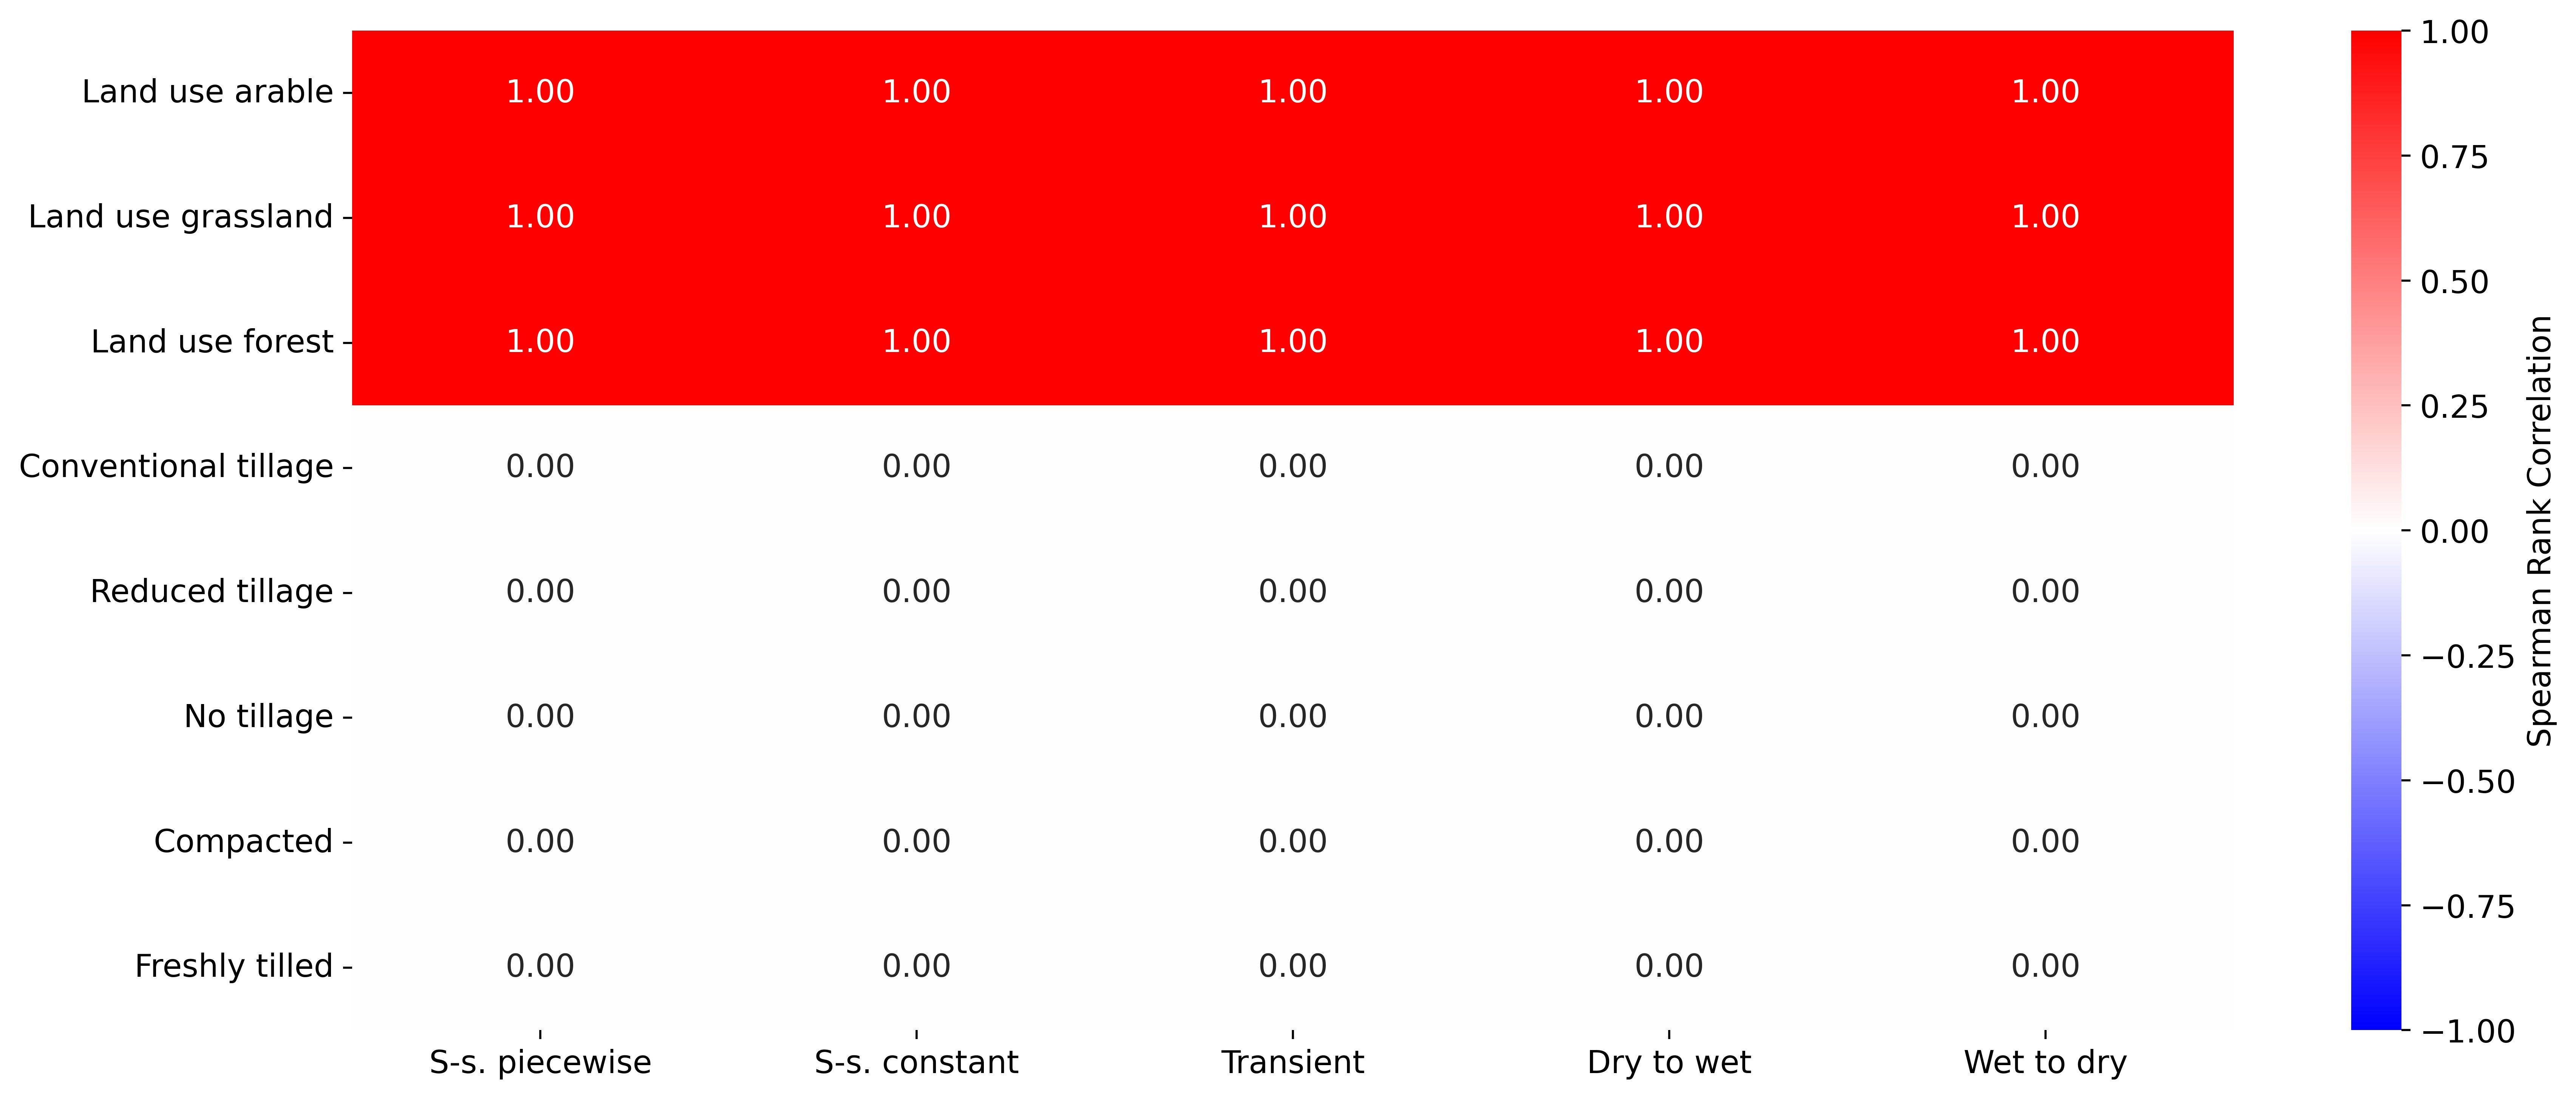 Land use arable 1.00 1.00 1.00 1.00 1.00
Land use grassland 1.00 1.00 1.00 1.00 1.00
Land use forest 1.00 1.00 1.00 1.00 1.00
Conventional tillage 0.00 0.00 0.00 0.00 0.00
Reduced tillage 0.00 0.00 0.00 0.00 0.00
No tillage 0.00 0.00 0.00 0.00 0.00
Compacted 0.00 0.00 0.00 0.00 0.00
Freshly tilled 0.00 0.00 0.00 0.00 0.00
S-s. piecewise S-s. constant Transient Dry to wet Wet to dry
1.00
0.75
0.50
0.25
0.00
−0.25
−0.50
−0.75
−1.00
Spearman Rank Correlation